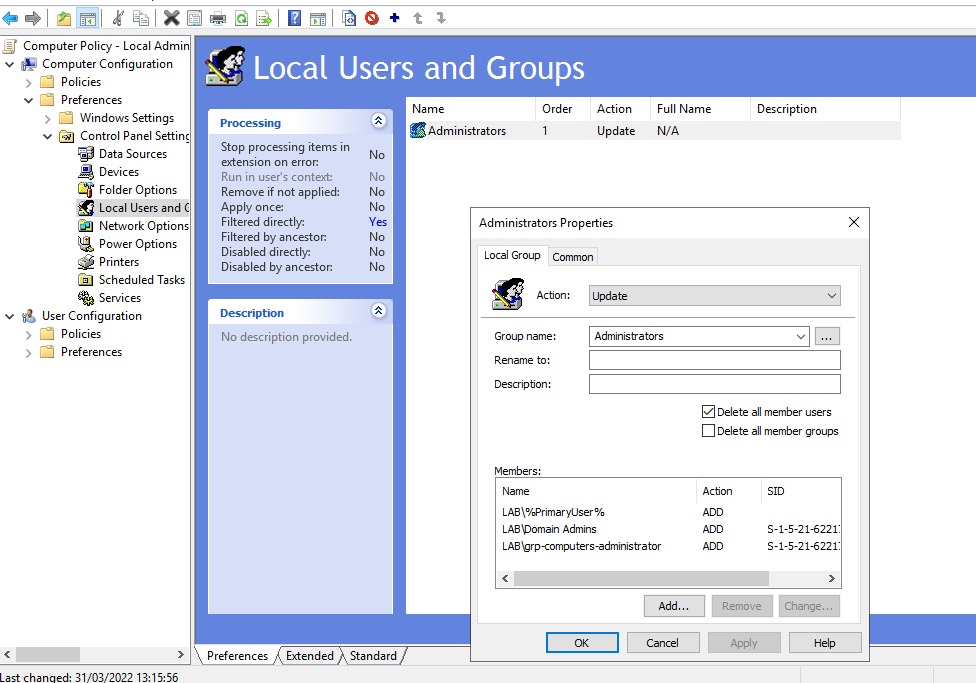 Computer Policy - Local Admin
Computer Configuration
Policies
Preferences
Windows Settings
Control Panel Setting
Data Sources
Devices
Folder Options
Local Users and G
Network Options
Power Options
Printers
Scheduled Tasks
Services
User Configuration
Policies
Preferences
Local Users and Groups
Processing
Stop processing items in
extension on error: No
Run in user's context: No
Remove if not applied: No
Apply once: No
Filtered directly: Yes
Filtered by ancestor: No
Disabled directly: No
Disabled by ancestor: No
Description
No description provided.
Name Order Action Full Name Description
Administrators 1 Update N/A
Administrators Properties
Local Group Common
Action: Update
Group name: Administrators ...
Rename to:
Description:
Delete all member users
Delete all member groups
Members:
Name Action SID
LAB\%PrimaryUser% ADD
LAB\Domain Admins ADD S-1-5-21-6221
LAB\grp-computers-administrator ADD S-1-5-21-6221
Add... Remove Change...
OK Cancel Apply Help
Preferences Extended Standard
Last changed: 31/03/2022 13:15:56